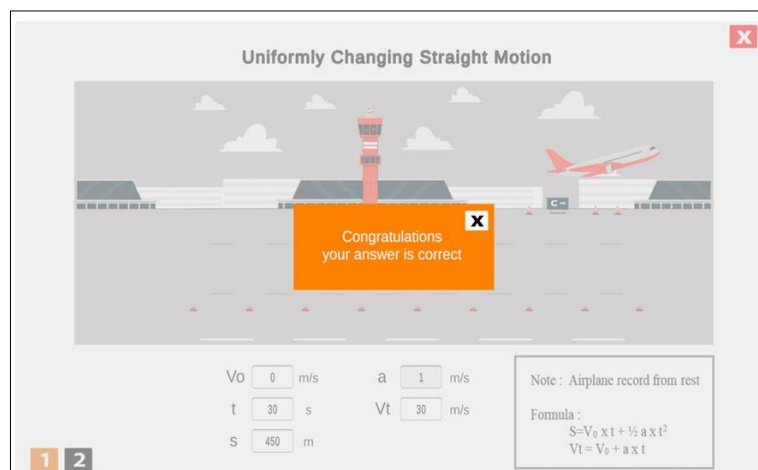 X
Uniformly Changing Straight Motion
C
X
Congratulations
your answer is correct
Vo 0 m/s a 1 m/s
t 30 s Vt 30 m/s
s 450 m
Note : Airplane record from rest
Formula :
S=V₀ x t + ½ a x t²
Vt = V₀ + a x t
1 2